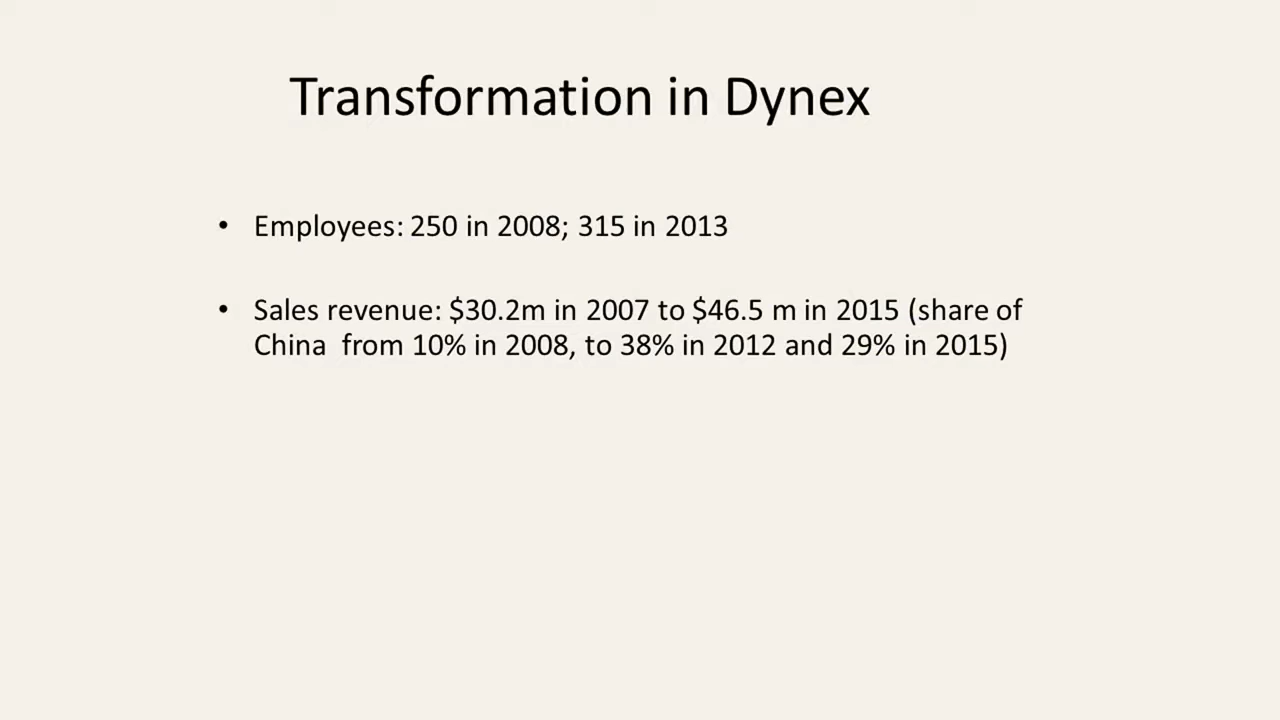 Transformation in Dynex
• Employees: 250 in 2008; 315 in 2013
• Sales revenue: $30.2m in 2007 to $46.5 m in 2015 (share of
China  from 10% in 2008, to 38% in 2012 and 29% in 2015)